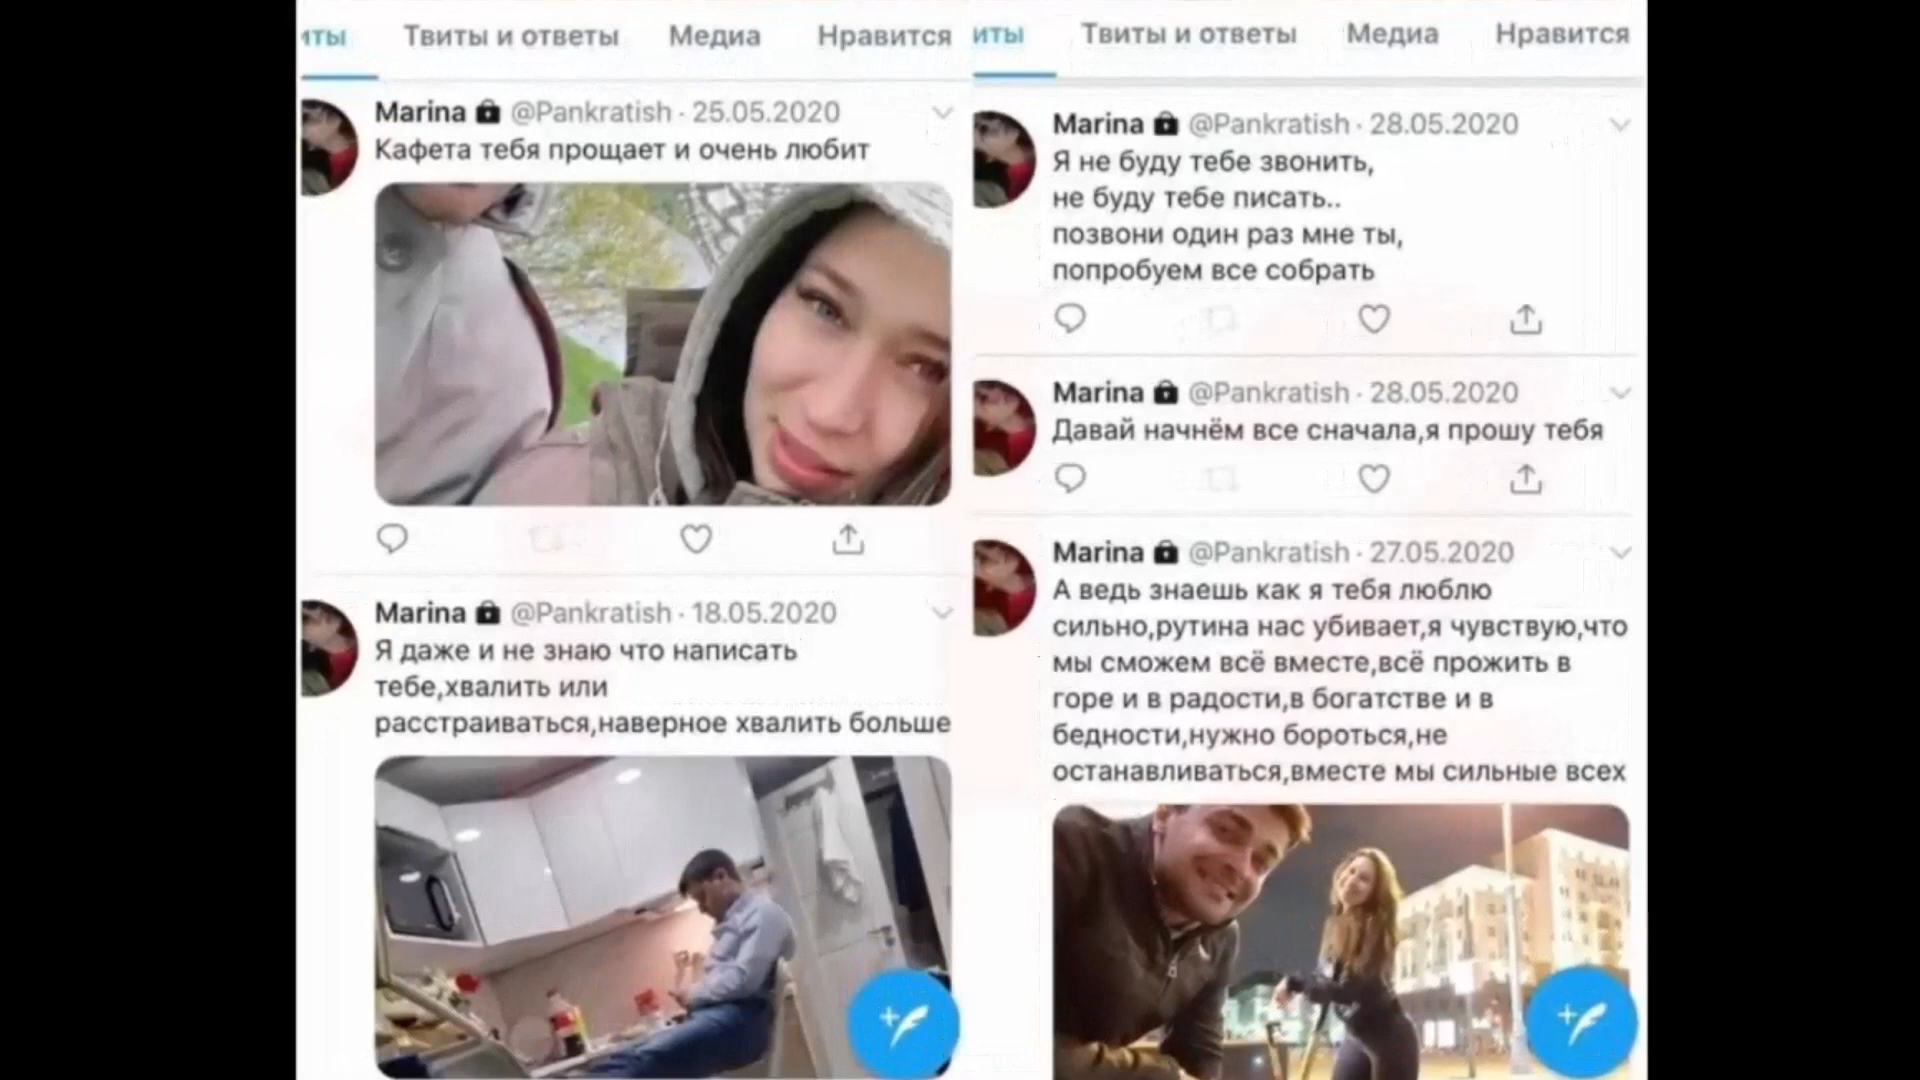 Твиты и ответы Медиа Нравится
Marina @Pankratish · 25.05.2020
Кафета тебя прощает и очень любит
Marina @Pankratish · 18.05.2020
Я даже и не знаю что написать
тебе,хвалить или
расстраиваться,наверное хвалить больше
Твиты и ответы Медиа Нравится
Marina @Pankratish · 28.05.2020
Я не буду тебе звонить,
не буду тебе писать..
позвони один раз мне ты,
попробуем все собрать
Marina @Pankratish · 28.05.2020
Давай начнём все сначала,я прошу тебя
Marina @Pankratish · 27.05.2020
А ведь знаешь как я тебя люблю
сильно,рутина нас убивает,я чувствую,что
мы сможем всё вместе,всё прожить в
горе и в радости,в богатстве и в
бедности,нужно бороться,не
останавливаться,вместе мы сильные всех